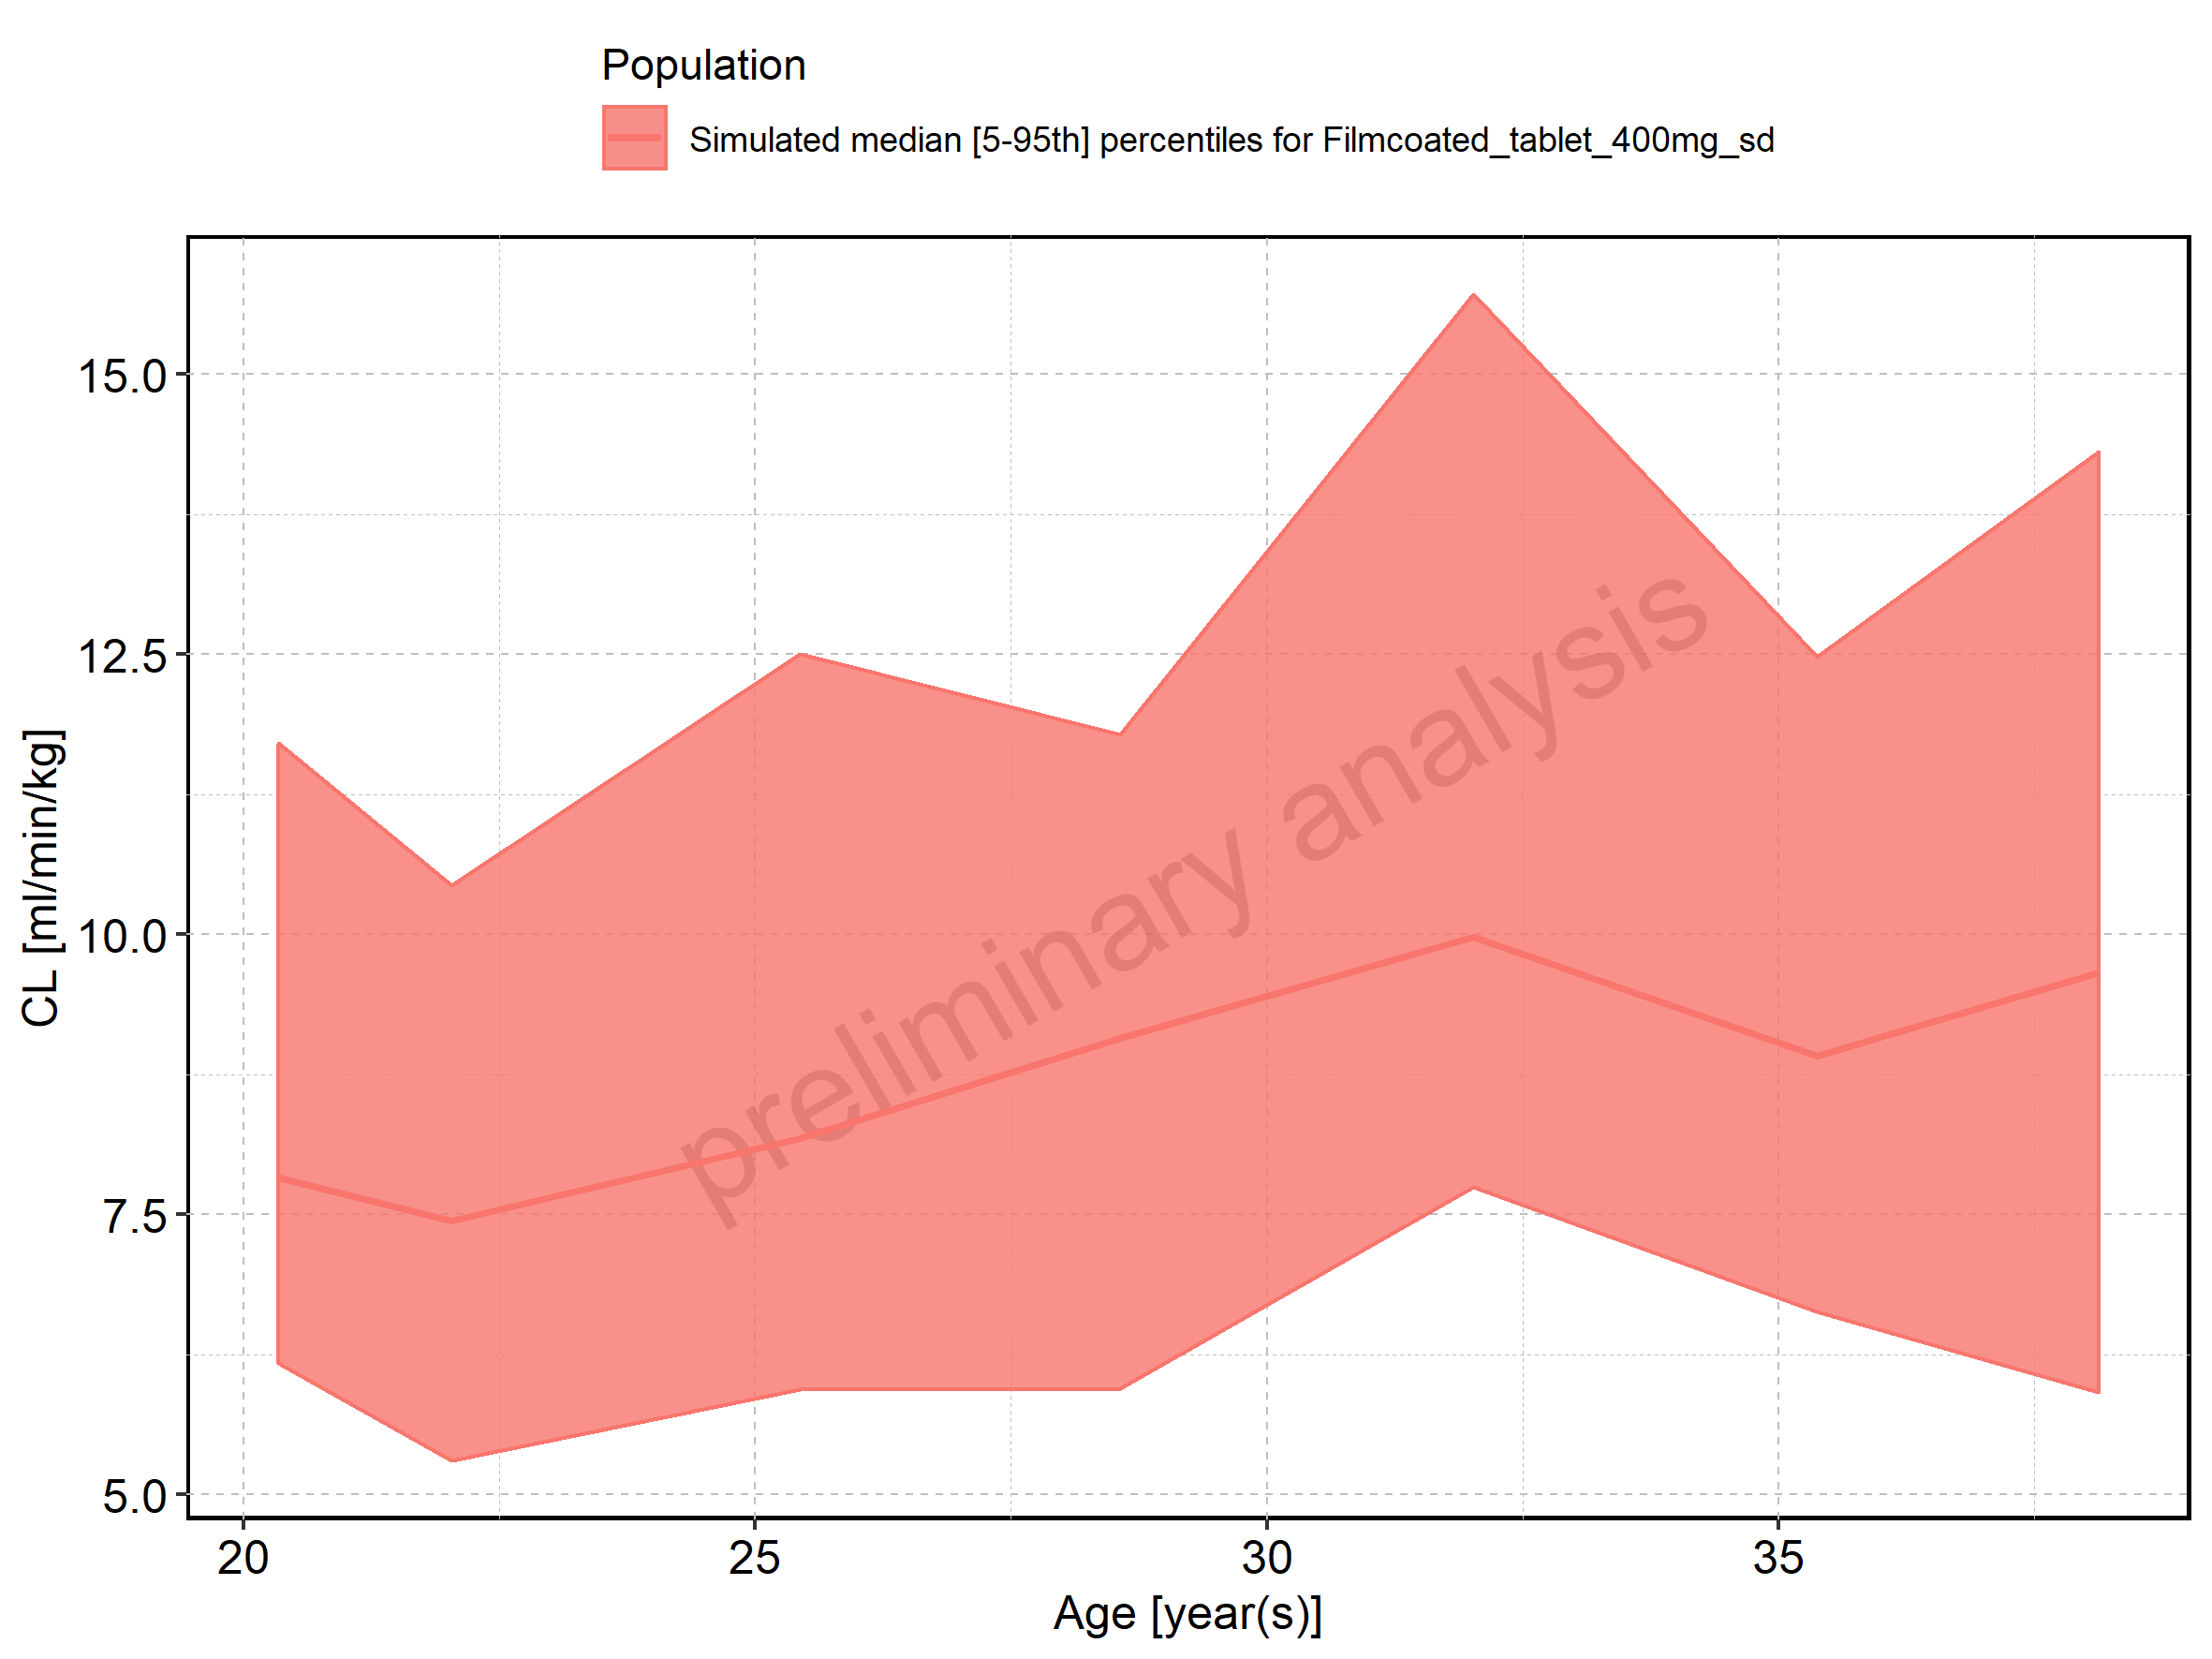 Population
Simulated median [5-95th] percentiles for Filmcoated_tablet_400mg_sd
15.0
12.5
10.0
7.5
5.0
CL [ml/min/kg]
preliminary analysis
20
25
30
35
Age [year(s)]